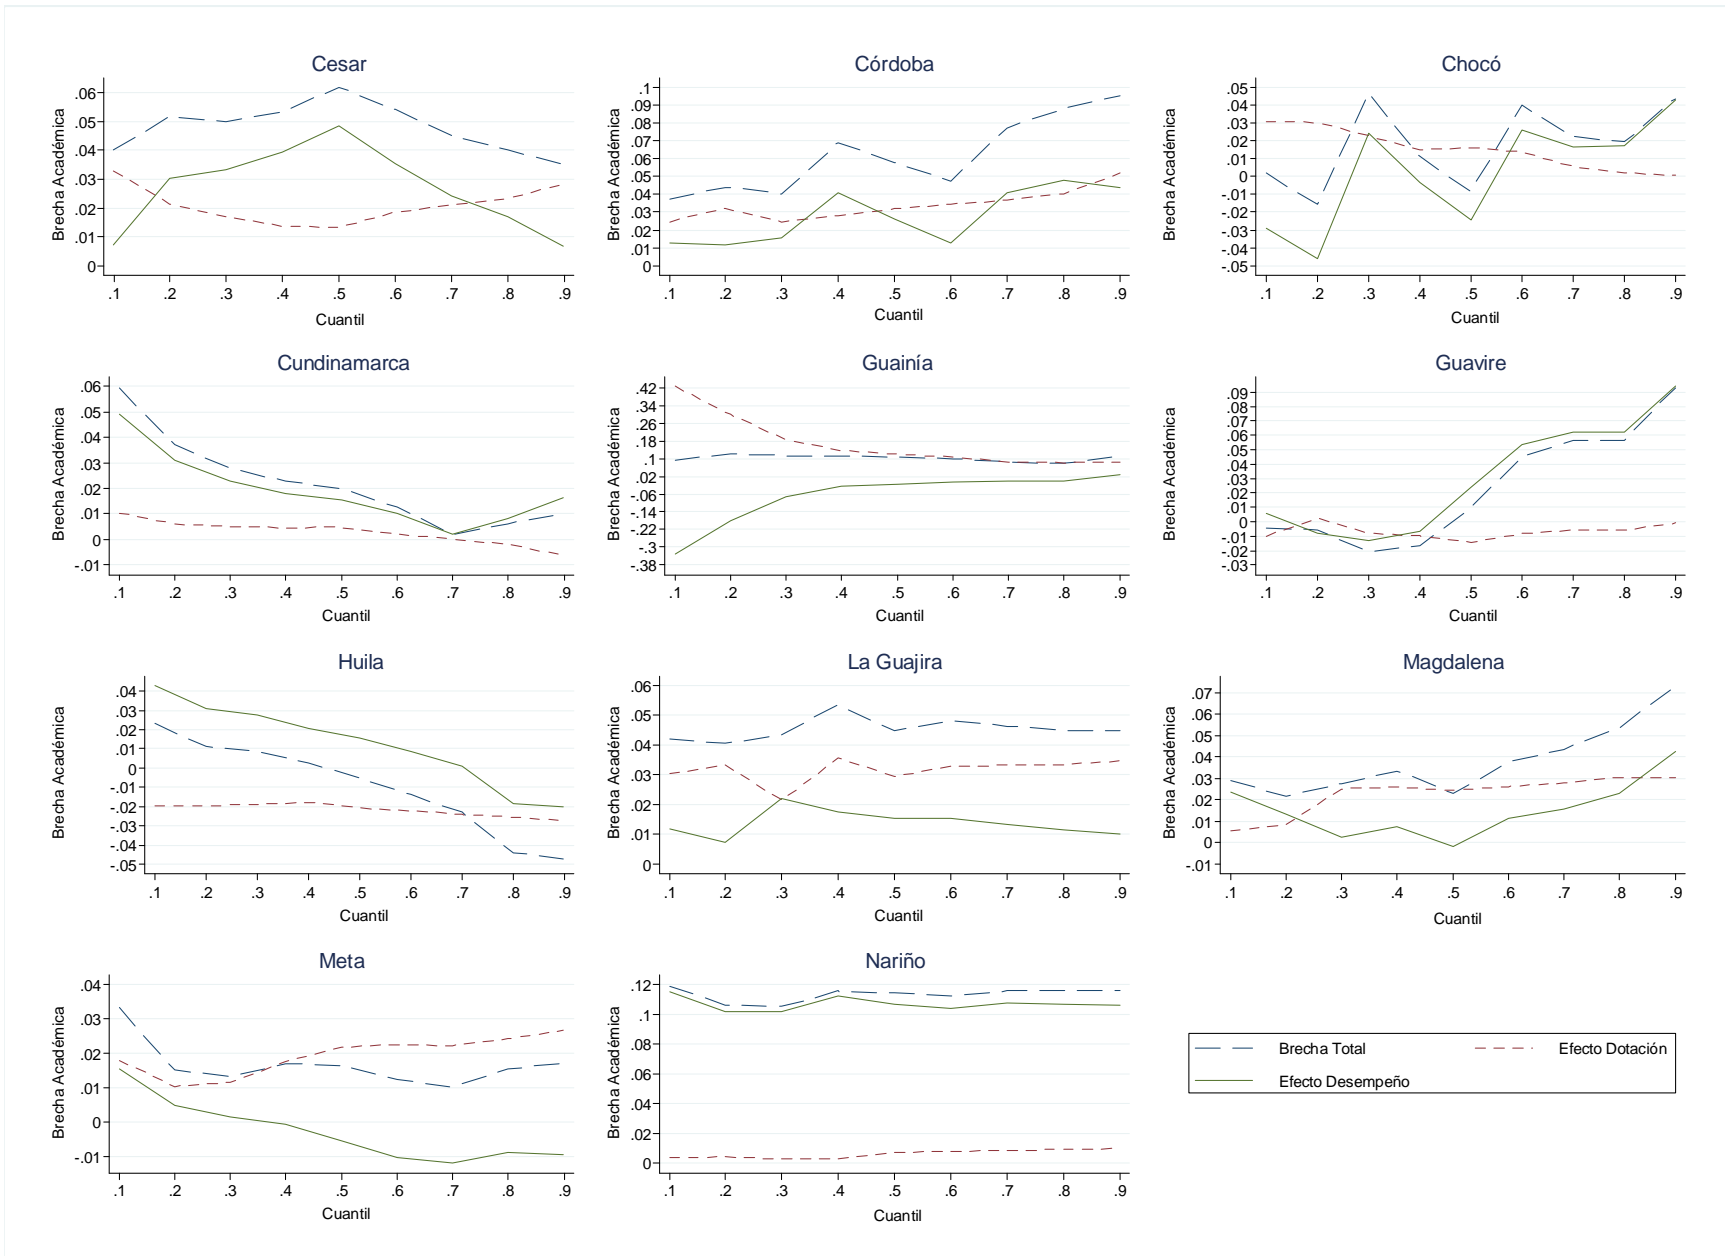 Cesar
Brecha Académica
.06
.05
.04
.03
.02
.01
0
.1 .2 .3 .4 .5 .6 .7 .8 .9
Cuantil
Córdoba
Brecha Académica
.1
.09
.08
.07
.06
.05
.04
.03
.02
.01
0
.1 .2 .3 .4 .5 .6 .7 .8 .9
Cuantil
Chocó
Brecha Académica
.05
.04
.03
.02
.01
0
-.01
-.02
-.03
-.04
-.05
.1 .2 .3 .4 .5 .6 .7 .8 .9
Cuantil
Cundinamarca
Brecha Académica
.06
.05
.04
.03
.02
.01
0
-.01
.1 .2 .3 .4 .5 .6 .7 .8 .9
Cuantil
Guainía
Brecha Académica
.42
.34
.26
.18
.1
.02
-.06
-.14
-.22
-.3
-.38
.1 .2 .3 .4 .5 .6 .7 .8 .9
Cuantil
Guavire
Brecha Académica
.09
.08
.07
.06
.05
.04
.03
.02
.01
0
-.01
-.02
-.03
.1 .2 .3 .4 .5 .6 .7 .8 .9
Cuantil
Huila
Brecha Académica
.04
.03
.02
.01
0
-.01
-.02
-.03
-.04
-.05
.1 .2 .3 .4 .5 .6 .7 .8 .9
Cuantil
La Guajira
Brecha Académica
.06
.05
.04
.03
.02
.01
0
.1 .2 .3 .4 .5 .6 .7 .8 .9
Cuantil
Magdalena
Brecha Académica
.07
.06
.05
.04
.03
.02
.01
0
-.01
.1 .2 .3 .4 .5 .6 .7 .8 .9
Cuantil
Meta
Brecha Académica
.04
.03
.02
.01
0
-.01
.1 .2 .3 .4 .5 .6 .7 .8 .9
Cuantil
Nariño
Brecha Académica
.12
.1
.08
.06
.04
.02
0
.1 .2 .3 .4 .5 .6 .7 .8 .9
Cuantil
Brecha Total Efecto Dotación
Efecto Desempeño